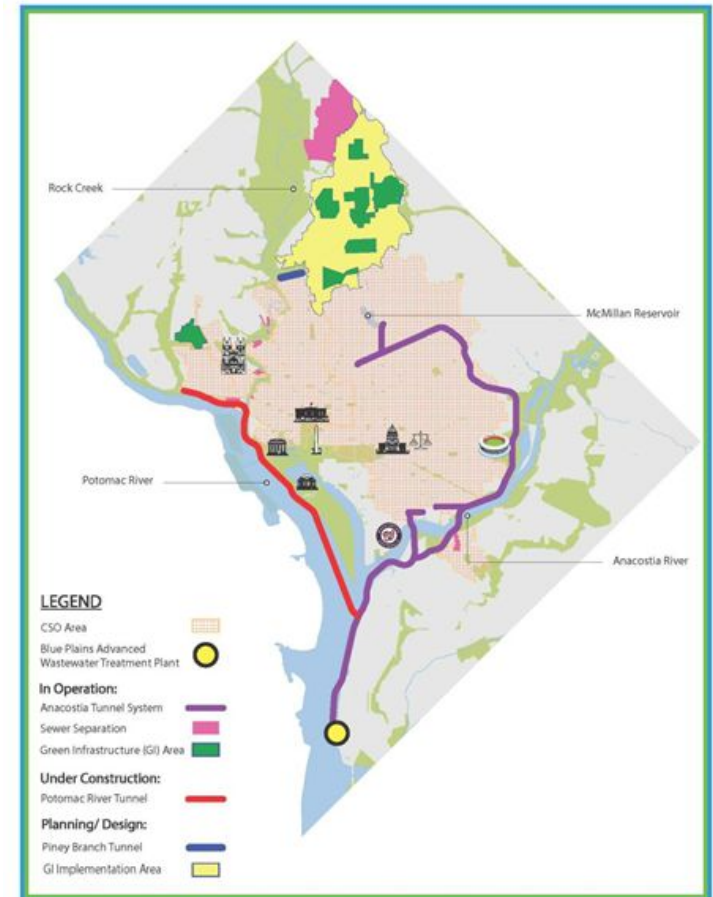 Rock Creek
McMillan Reservoir
Potomac River
Anacostia River
LEGEND
CSO Area
Blue Plains Advanced
Wastewater Treatment Plant
In Operation:
Anacostia Tunnel System
Sewer Separation
Green Infrastructure (GI) Area
Under Construction:
Potomac River Tunnel
Planning/ Design:
Piney Branch Tunnel
GI Implementation Area